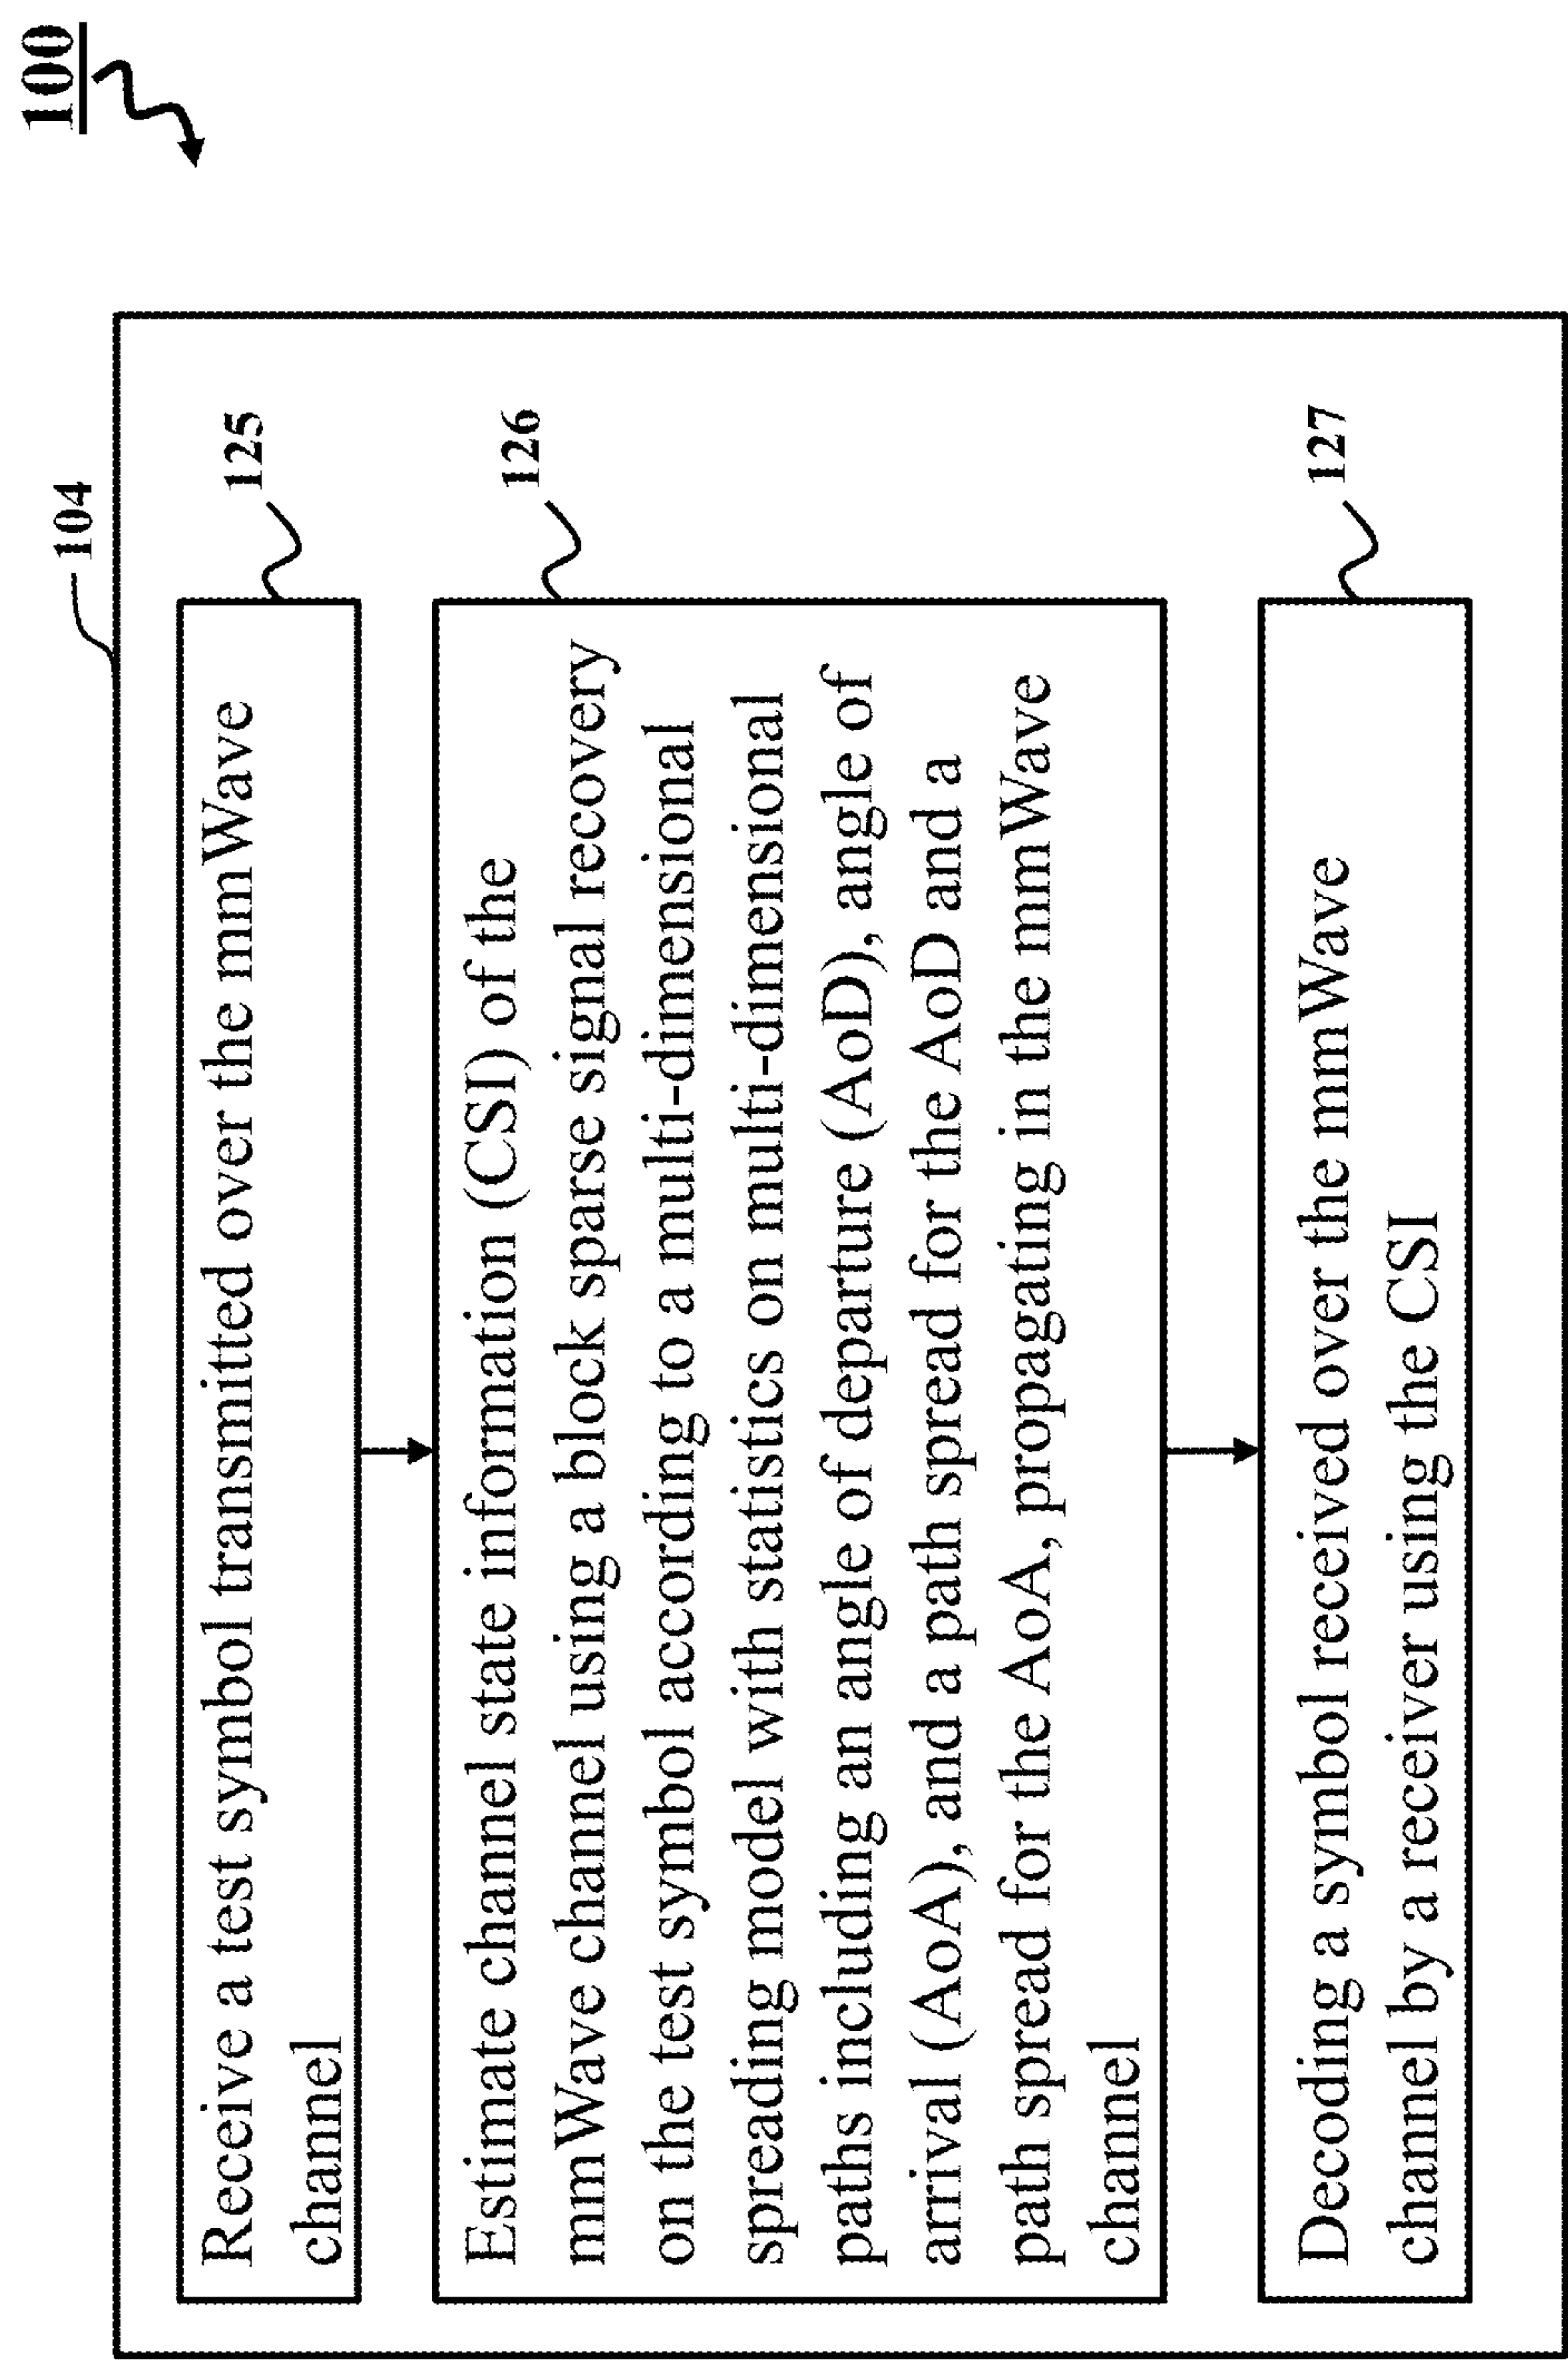 100
104
125
Receive a test symbol transmitted over the mmWave
channel
126
Estimate channel state information (CSI) of the
mmWave channel using a block sparse signal recovery
on the test symbol according to a multi-dimensional
spreading model with statistics on multi-dimensional
paths including an angle of departure (AoD), angle of
arrival (AoA), and a path spread for the AoD and a
path spread for the AoA, propagating in the mmWave
channel
127
Decoding a symbol received over the mmWave
channel by a receiver using the CSI